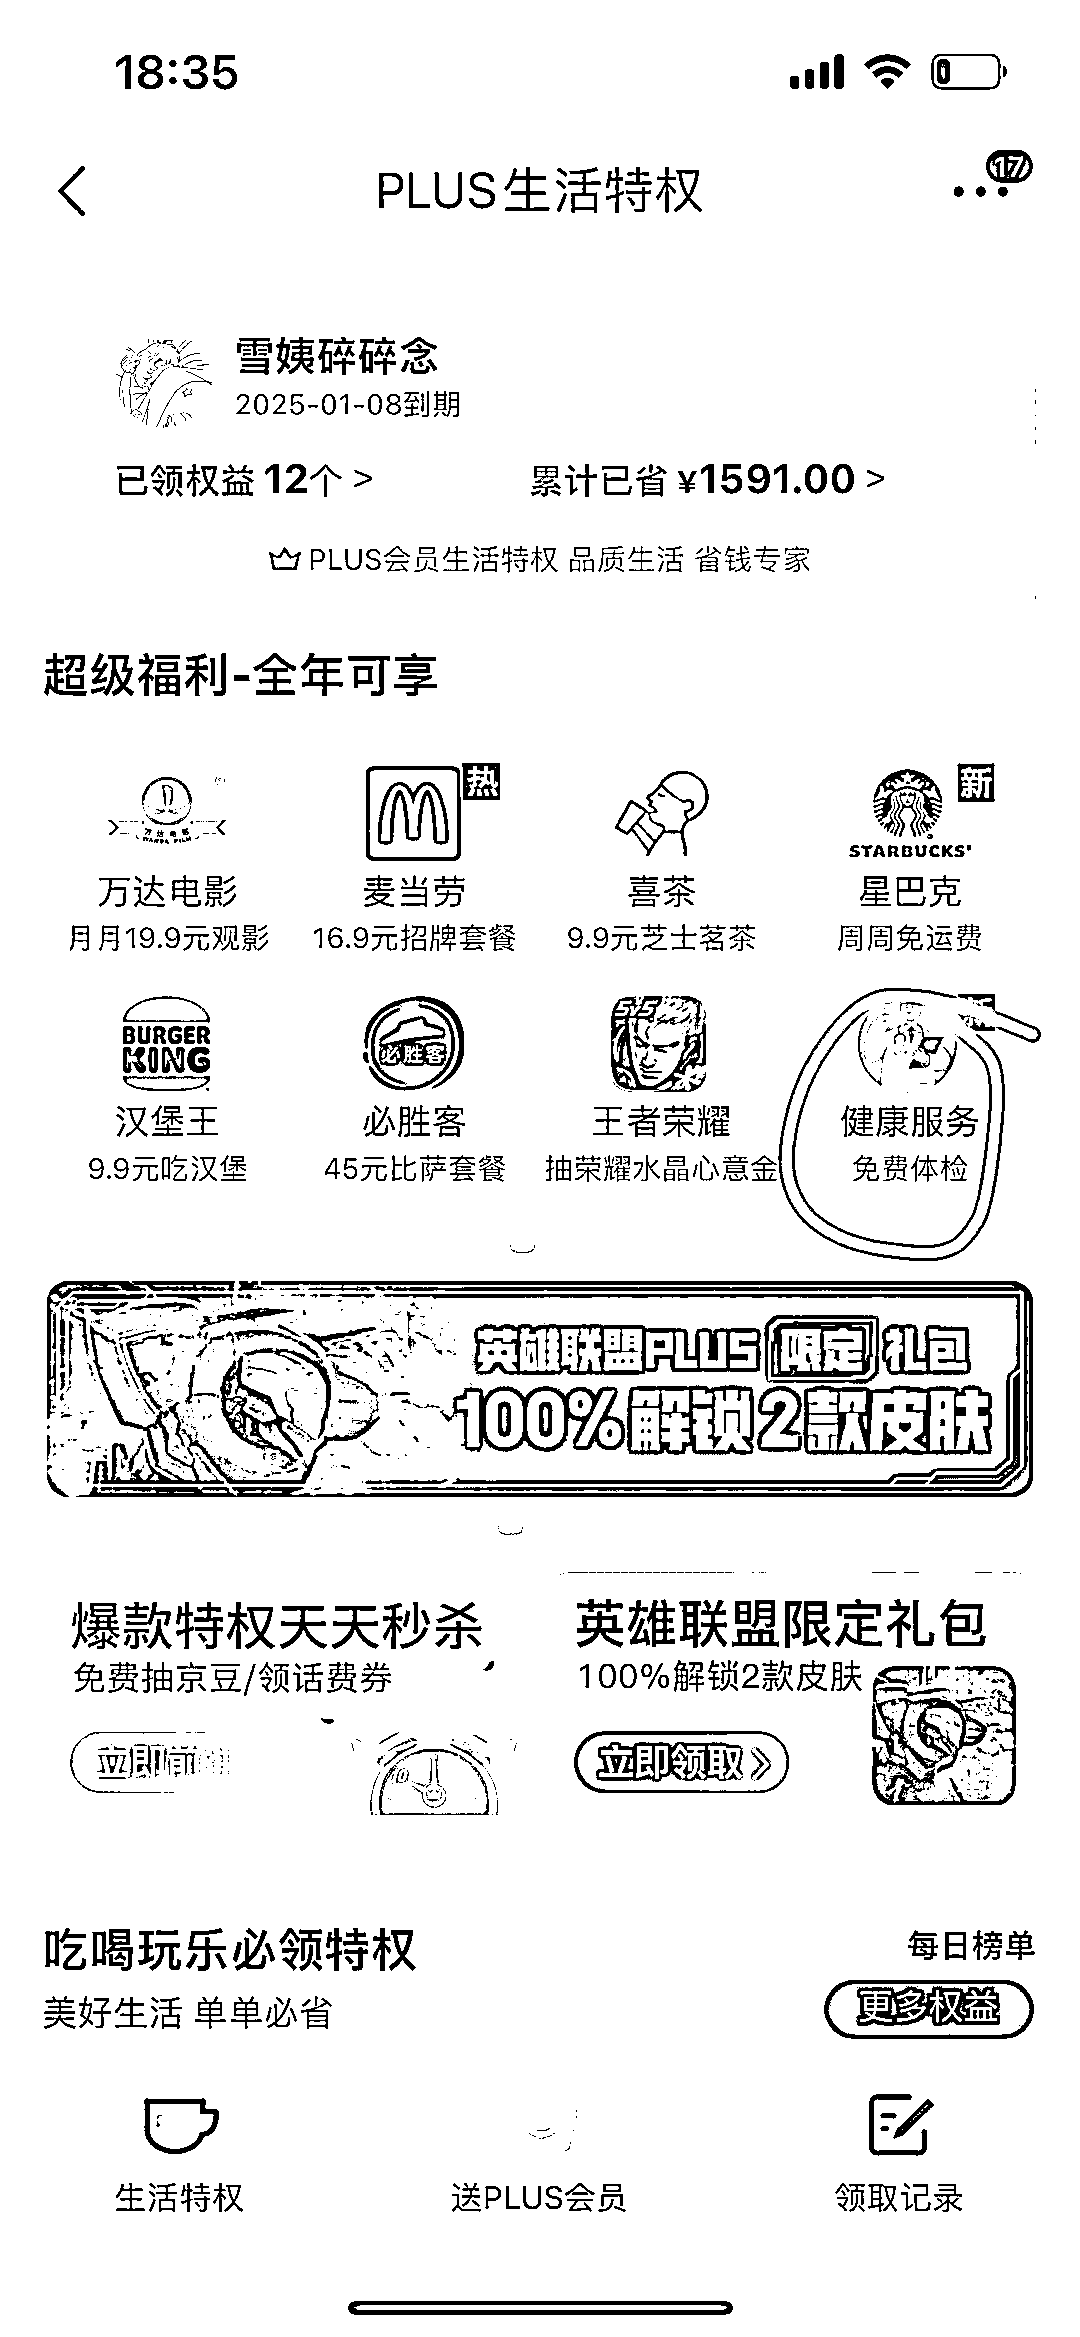 18:35
PLUS生活特权
17
雪姨碎碎念
2025-01-08到期
已领权益 12个 >
累计已省 ¥1591.00 >
PLUS会员生活特权 品质生活 省钱专家
超级福利-全年可享
热
新
万达电影
STARBUCKS
万达电影
麦当劳
喜茶
星巴克
月月19.9元观影
16.9元招牌套餐
9.9元芝士茗茶
周周免运费
BURGER
KING
必胜客
55
汉堡王
必胜客
王者荣耀
健康服务
9.9元吃汉堡
45元比萨套餐
抽荣耀水晶心意金
免费体检
英雄联盟PLUS 限定 礼包
100%解锁2款皮肤
爆款特权天天秒杀
英雄联盟限定礼包
免费抽京豆/领话费券
100%解锁2款皮肤
立即前
立即领取
10
吃喝玩乐必领特权
每日榜单
美好生活 单单必省
更多权益
生活特权
送PLUS会员
领取记录